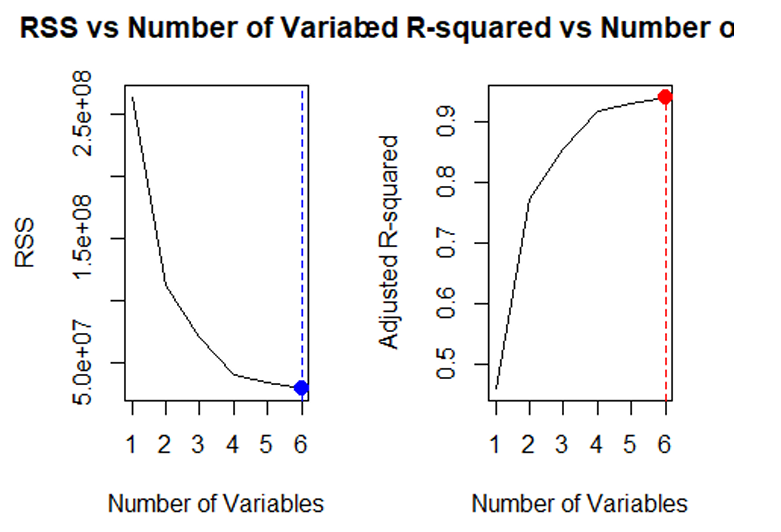 RSS vs Number of Variab
ed R-squared vs Number o
RSS
2.5e+08
1.5e+08
5.0e+07
1 2 3 4 5 6
Number of Variables
Adjusted R-squared
0.9
0.8
0.7
0.6
0.5
1 2 3 4 5 6
Number of Variables